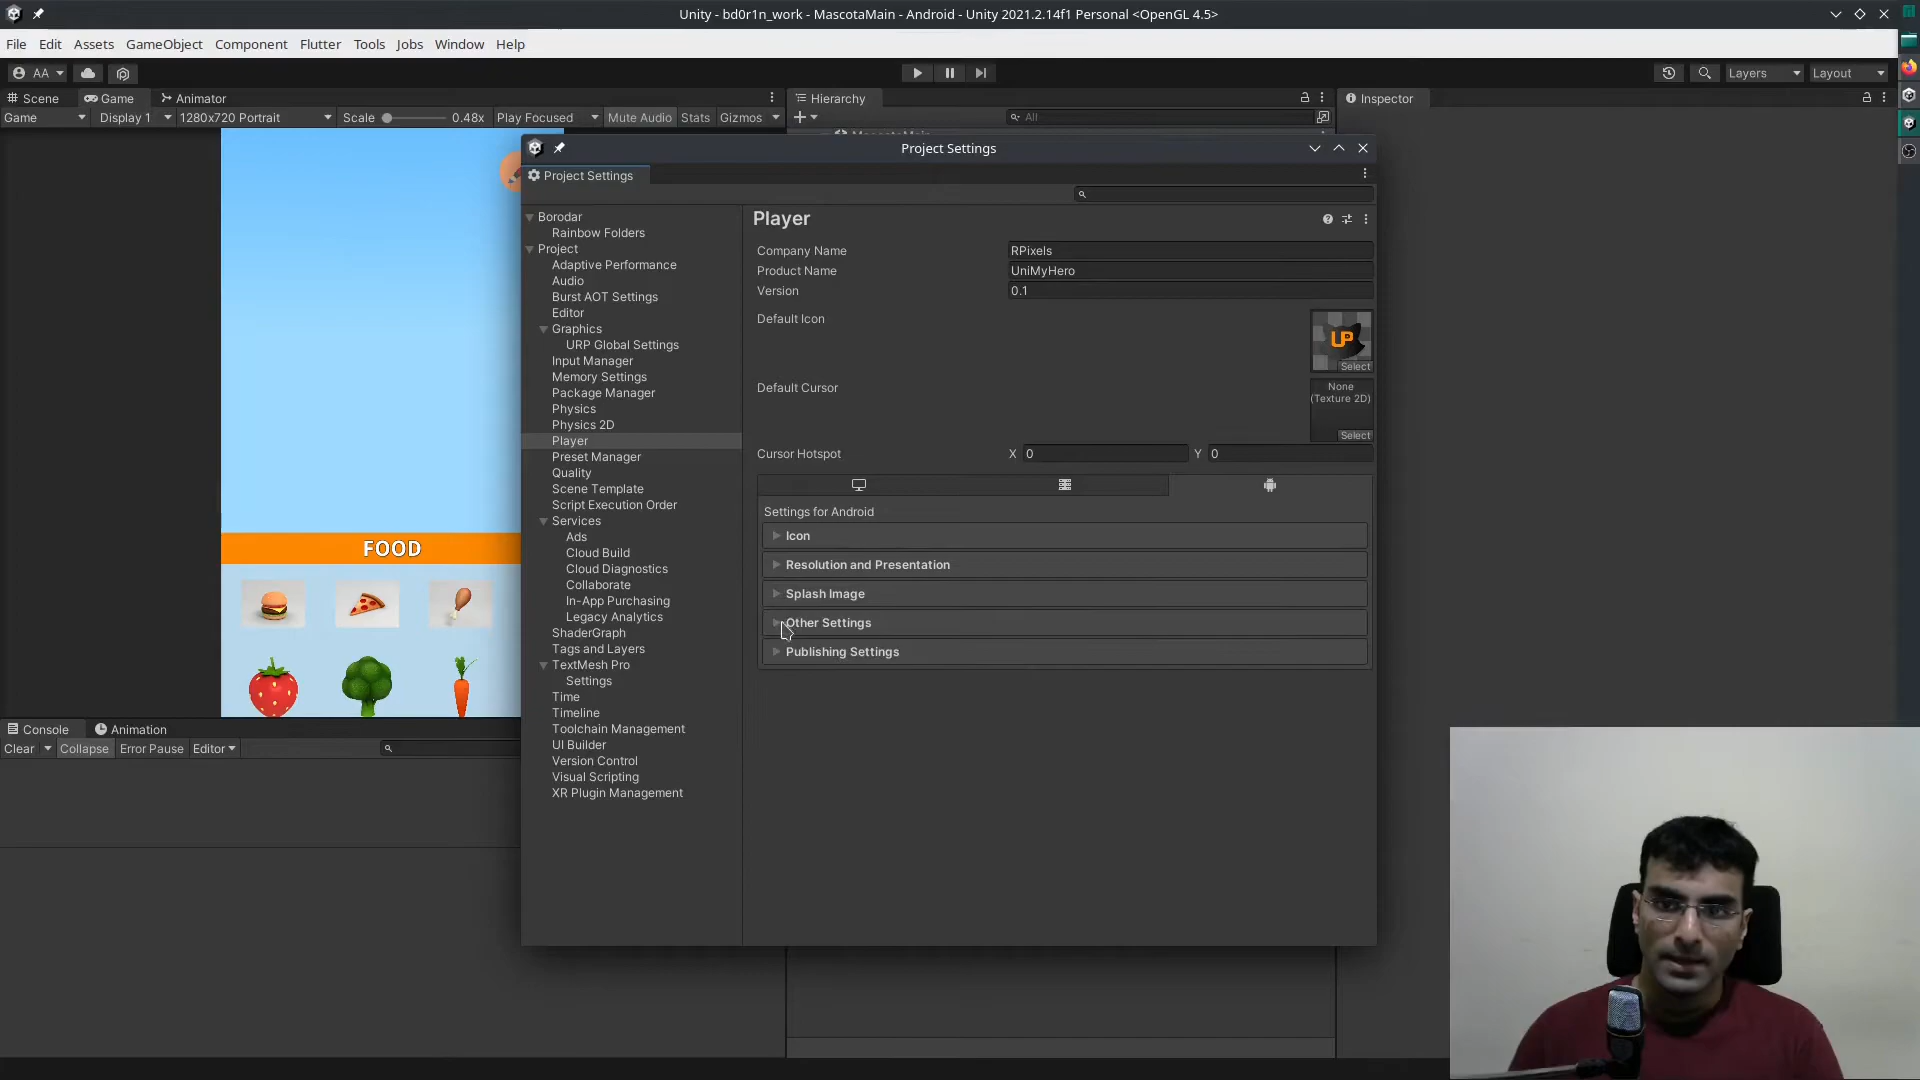 Unity - bd0r1n_work - MascotaMain - Android - Unity 2021.2.14f1 Personal <OpenGL 4.5>
File Edit Assets GameObject Component Flutter Tools Jobs Window Help
AA Layers Layout
Scene Game Animator Hierarchy Inspector
Game Display 1 1280x720 Portrait Scale 0.48x Play Focused Mute Audio Stats Gizmos All
MascotaMain
Project Settings
Project Settings
Borodar
Rainbow Folders
Project
Adaptive Performance
Audio
Burst AOT Settings
Editor
Graphics
URP Global Settings
Input Manager
Memory Settings
Package Manager
Physics
Physics 2D
Player
Preset Manager
Quality
Scene Template
Script Execution Order
Services
Ads
Cloud Build
Cloud Diagnostics
Collaborate
In-App Purchasing
Legacy Analytics
ShaderGraph
Tags and Layers
TextMesh Pro
Settings
Time
Timeline
Toolchain Management
UI Builder
Version Control
Visual Scripting
XR Plugin Management
Player
Company Name RPixels
Product Name UniMyHero
Version 0.1
Default Icon
UP
Select
Default Cursor
None
(Texture 2D)
Select
Cursor Hotspot X 0 Y 0
Settings for Android
Icon
Resolution and Presentation
Splash Image
Other Settings
Publishing Settings
FOOD
Console Animation
Clear Collapse Error Pause Editor